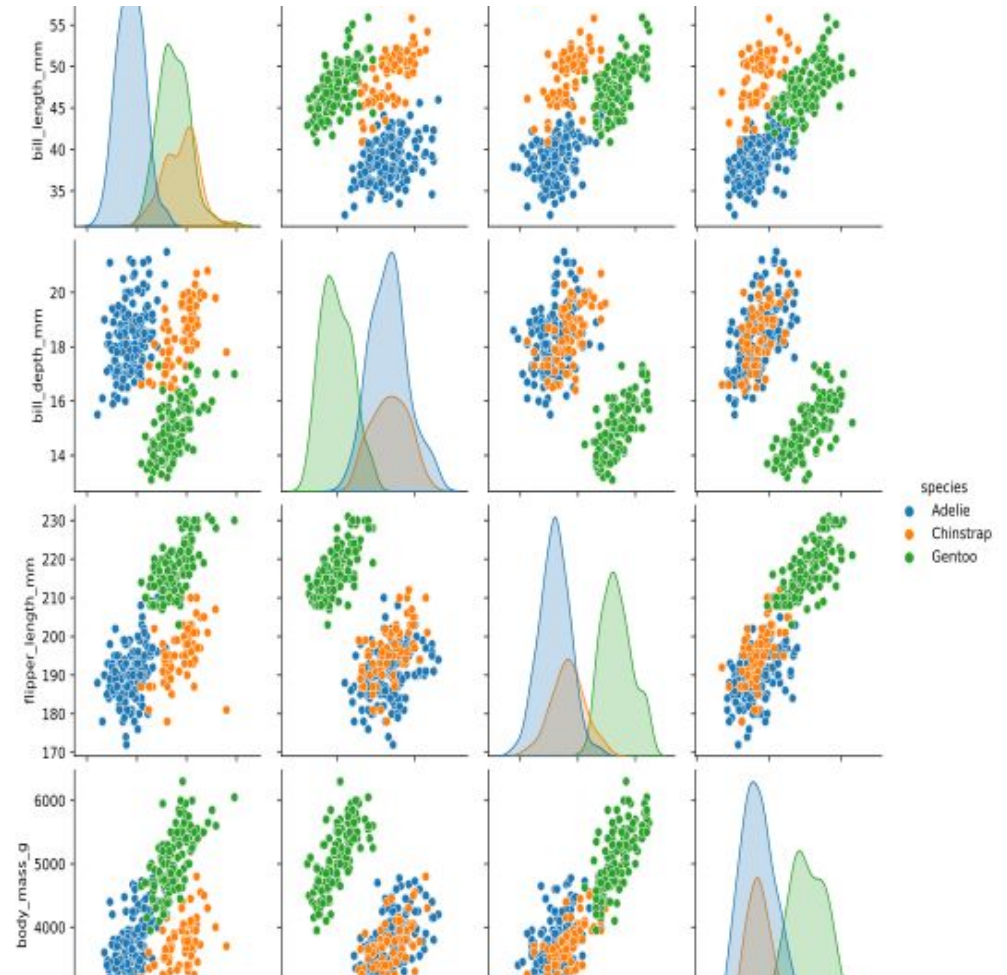 bill_length_mm
55
50
45
40
35
bill_depth_mm
20
18
16
14
flipper_length_mm
230
220
210
200
190
180
170
body_mass_g
6000
5000
4000
species
Adelie
Chinstrap
Gentoo